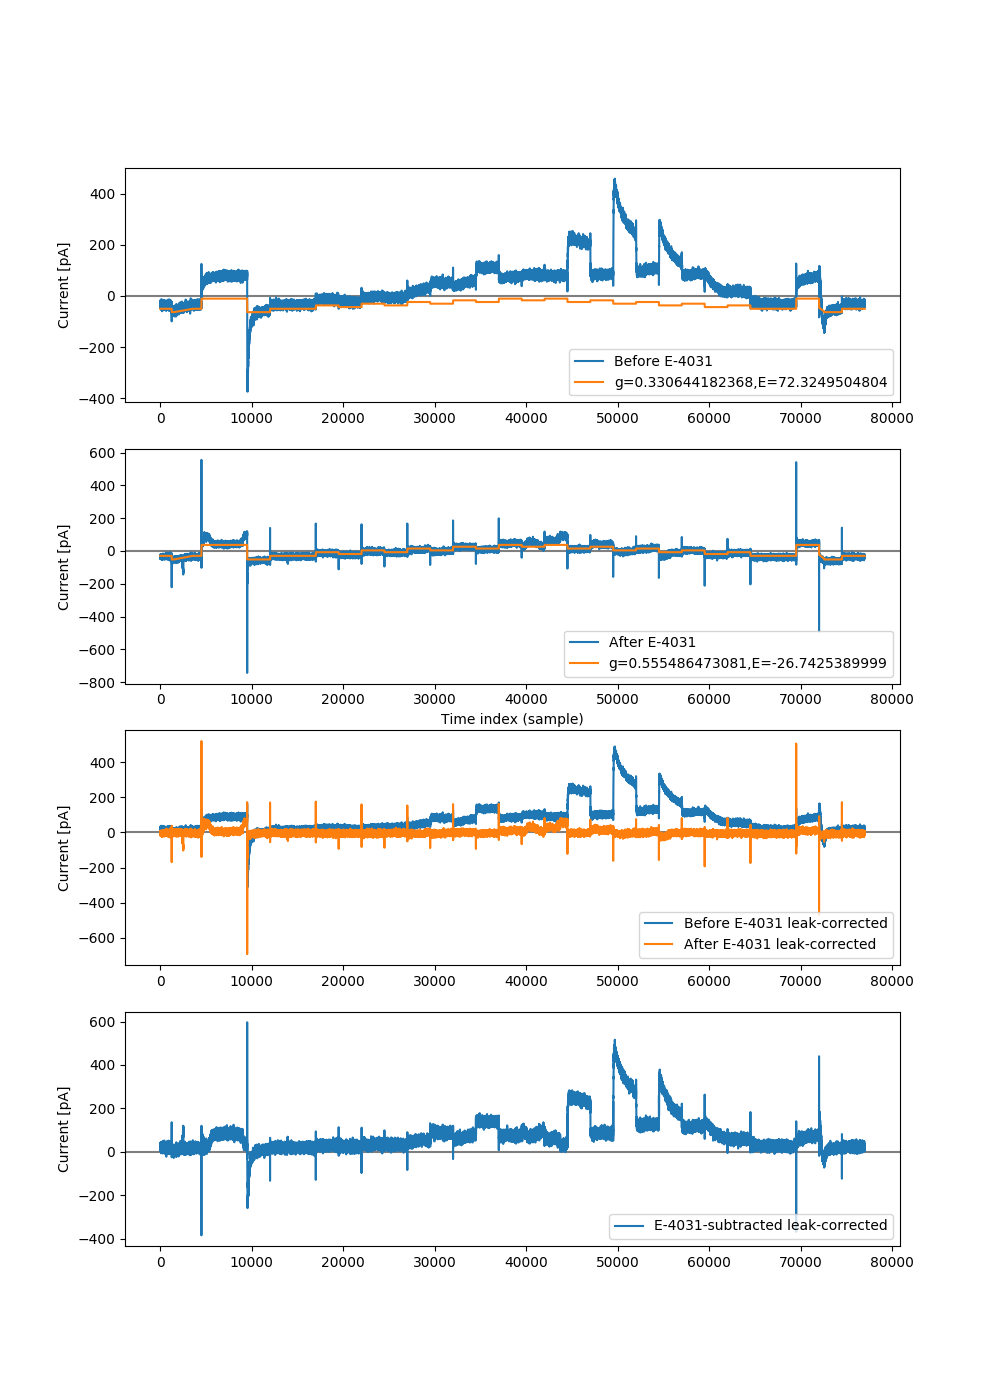 400
200
0
−200
−400
Current [pA]
Before E-4031
g=0.330644182368,E=72.3249504804
0 10000 20000 30000 40000 50000 60000 70000 80000
600
400
200
0
−200
−400
−600
−800
Current [pA]
After E-4031
g=0.555486473081,E=-26.7425389999
0 10000 20000 30000 40000 50000 60000 70000 80000
Time index (sample)
400
200
0
−200
−400
−600
Current [pA]
Before E-4031 leak-corrected
After E-4031 leak-corrected
0 10000 20000 30000 40000 50000 60000 70000 80000
600
400
200
0
−200
−400
Current [pA]
E-4031-subtracted leak-corrected
0 10000 20000 30000 40000 50000 60000 70000 80000